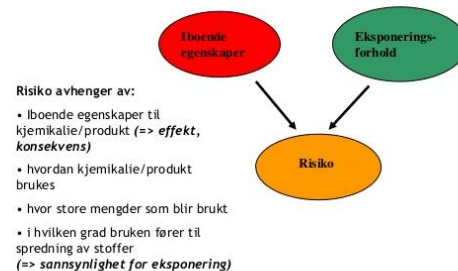 Iboende
egenskaper
Eksponerings-
forhold
Risiko avhenger av:
• Iboende egenskaper til
kjemikalie/produkt (=> effekt,
konsekvens)
• hvordan kjemikalie/produkt
brukes
• hvor store mengder som blir brukt
• i hvilken grad bruken fører til
spredning av stoffer
(=> sannsynlighet for eksponering)
Risiko